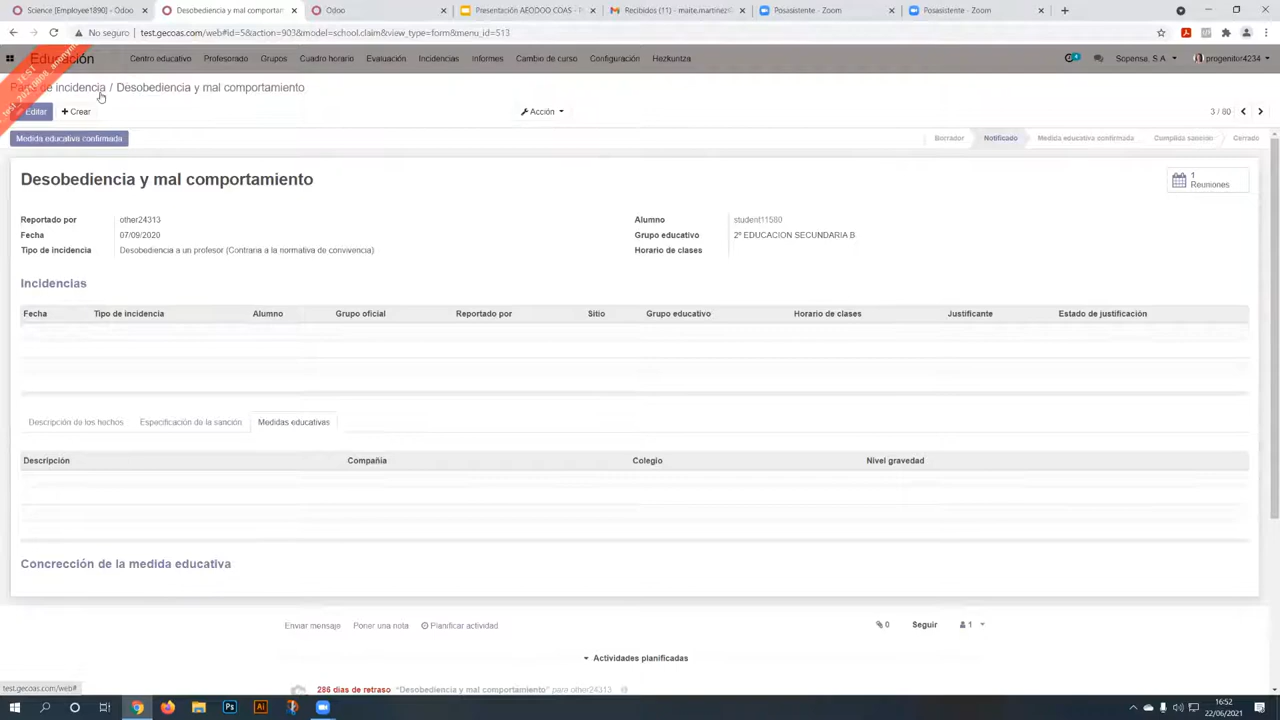 Science [Employee1890] - Odoo
Desobediencia y mal comportam
Odoo
Presentación AEODOO COAS - P
Recibidos (11) - maite.martinez@
Posasistente - Zoom
Posasistente - Zoom
No seguro
test.gecoas.com/web#id=5&action=903&model=school.claim&view_type=form&menu_id=513
Educación
Centro educativo
Profesorado
Grupos
Cuadro horario
Evaluación
Incidencias
Informes
Cambio de curso
Configuración
Hezkuntza
Sopensa, S.A
progenitor4234
TEST
Partes de incidencia / Desobediencia y mal comportamiento
Editar
Crear
Acción
3 / 80
Medida educativa confirmada
Borrador
Notificado
Medida educativa confirmada
Cumplida sanción
Cerrado
Desobediencia y mal comportamiento
1
Reuniones
Reportado por
other24313
Alumno
student11580
Fecha
07/09/2020
Grupo educativo
2º EDUCACION SECUNDARIA B
Tipo de incidencia
Desobediencia a un profesor (Contraria a la normativa de convivencia)
Horario de clases
Incidencias
Fecha
Tipo de incidencia
Alumno
Grupo oficial
Reportado por
Sitio
Grupo educativo
Horario de clases
Justificante
Estado de justificación
Descripción de los hechos
Especificación de la sanción
Medidas educativas
Descripción
Compañía
Colegio
Nivel gravedad
Concrección de la medida educativa
Enviar mensaje
Poner una nota
Planificar actividad
0
Seguir
1
Actividades planificadas
test.gecoas.com/web#
286 días de retraso "Desobediencia y mal comportamiento" para other24313
16:52
22/06/2021